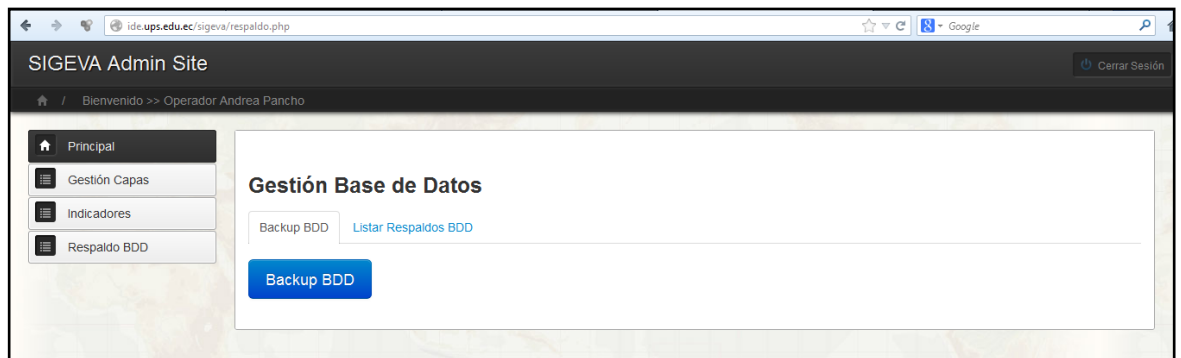 ide.ups.edu.ec/sigeva/respaldo.php
Google
SIGEVA Admin Site
Cerrar Sesión
/ Bienvenido >> Operador Andrea Pancho
Principal
Gestión Capas
Indicadores
Respaldo BDD
Gestión Base de Datos
Backup BDD
Listar Respaldos BDD
Backup BDD